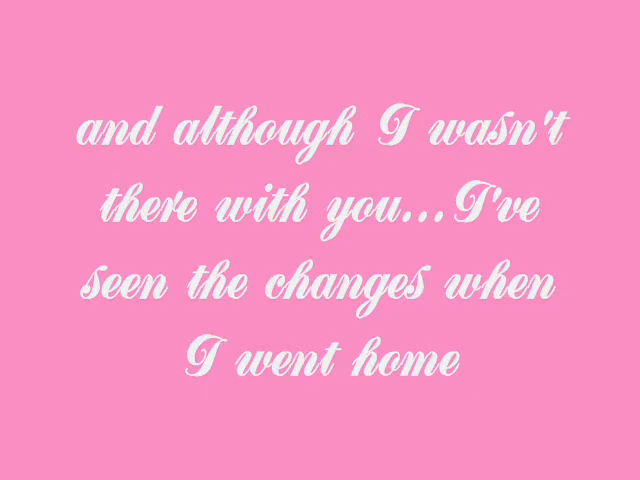 and although I wasn't
there with you...I've
seen the changes when
I went home